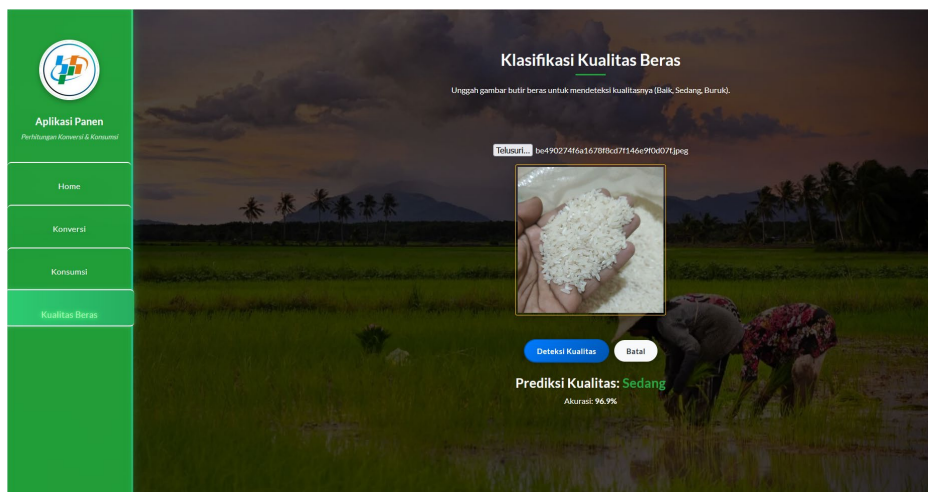 Aplikasi Panen
Perhitungan Konversi & Konsumsi
Home
Konversi
Konsumsi
Kualitas Beras
Klasifikasi Kualitas Beras
Unggah gambar butir beras untuk mendeteksi kualitasnya (Baik, Sedang, Buruk).
Telusuri... be490274f6a1678f8cd7f146e9f0d07f.jpeg
Deteksi Kualitas Batal
Prediksi Kualitas: Sedang
Akurasi: 96.9%